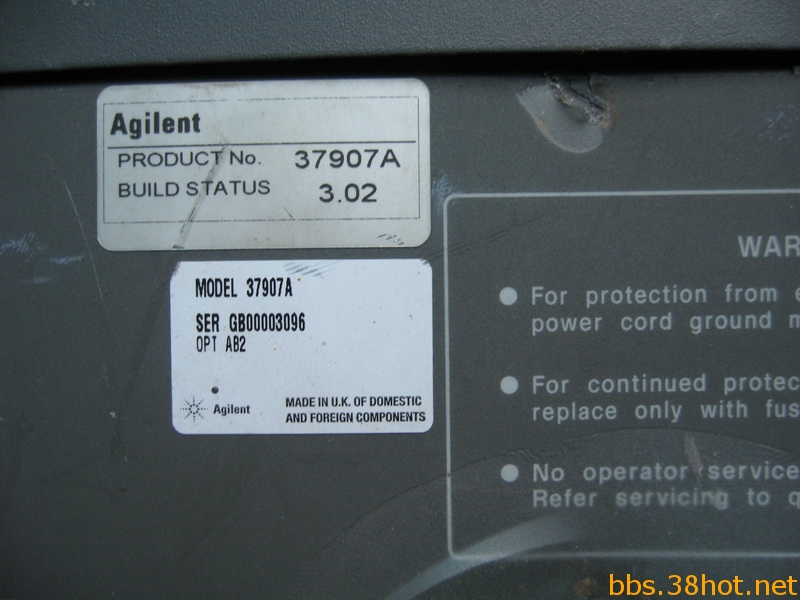 Agilent
PRODUCT No. 37907A
BUILD STATUS 3.02
MODEL 37907A
SER GB00003096
OPT AB2
Agilent
MADE IN U.K. OF DOMESTIC
AND FOREIGN COMPONENTS
WAR
For protection from e
power cord ground m
For continued protec
replace only with fus
No operator service
Refer servicing to q
bbs.38hot.net